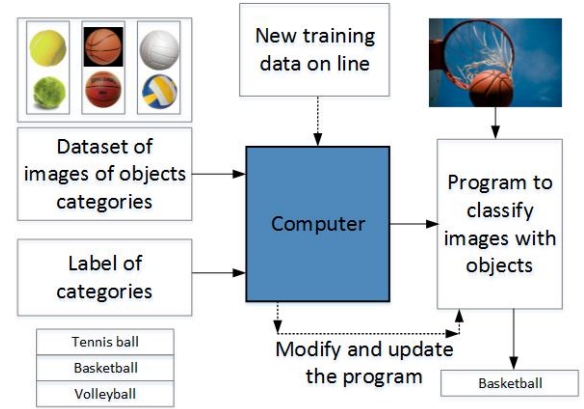 New training
data on line
Dataset of
images of objects
categories
Computer
Program to
classify
images with
objects
Label of
categories
Modify and update
the program
Tennis ball
Basketball
Volleyball
Basketball